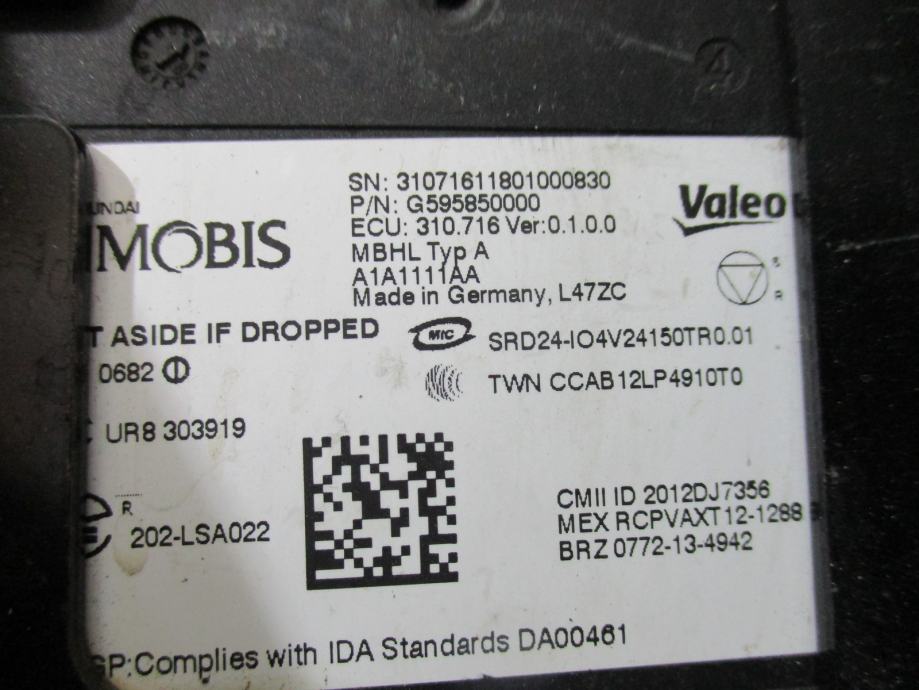 SN: 31071611801000830
P/N: G595850000
ECU: 310.716 Ver:0.1.0.0
MBHL Typ A
A1A1111AA
Made in Germany, L47ZC
Valeo
MOBIS
ASIDE IF DROPPED
MIC
SRD24-IO4V24150TR0.01
0682
TWN CCAB12LP4910T0
UR8 303919
R
202-LSA022
CMII ID 2012DJ7356
MEX RCPVAXT12-1288
BRZ 0772-13-4942
Complies with IDA Standards DA00461